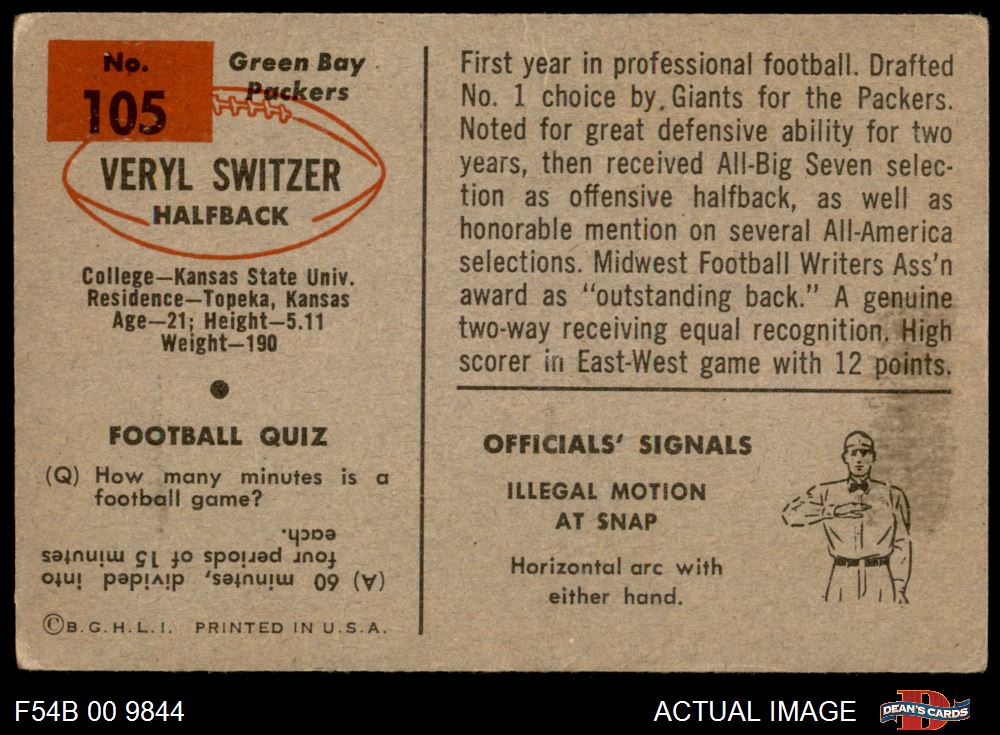 No.
105
Green Bay
Packers
VERYL SWITZER
HALFBACK
College—Kansas State Univ.
Residence—Topeka, Kansas
Age—21; Height—5.11
Weight—190
FOOTBALL QUIZ
(Q) How many minutes is a
football game?
(A) 60 minutes, divided into
four periods of 15 minutes
each.
©B.G.H.L.I. PRINTED IN U.S.A.
First year in professional football. Drafted
No. 1 choice by Giants for the Packers.
Noted for great defensive ability for two
years, then received All-Big Seven selec-
tion as offensive halfback, as well as
honorable mention on several All-America
selections. Midwest Football Writers Ass'n
award as "outstanding back." A genuine
two-way receiving equal recognition. High
scorer in East-West game with 12 points.
OFFICIALS' SIGNALS
ILLEGAL MOTION
AT SNAP
Horizontal arc with
either hand.
F54B 00 9844
ACTUAL IMAGE
D
DEAN'S CARDS